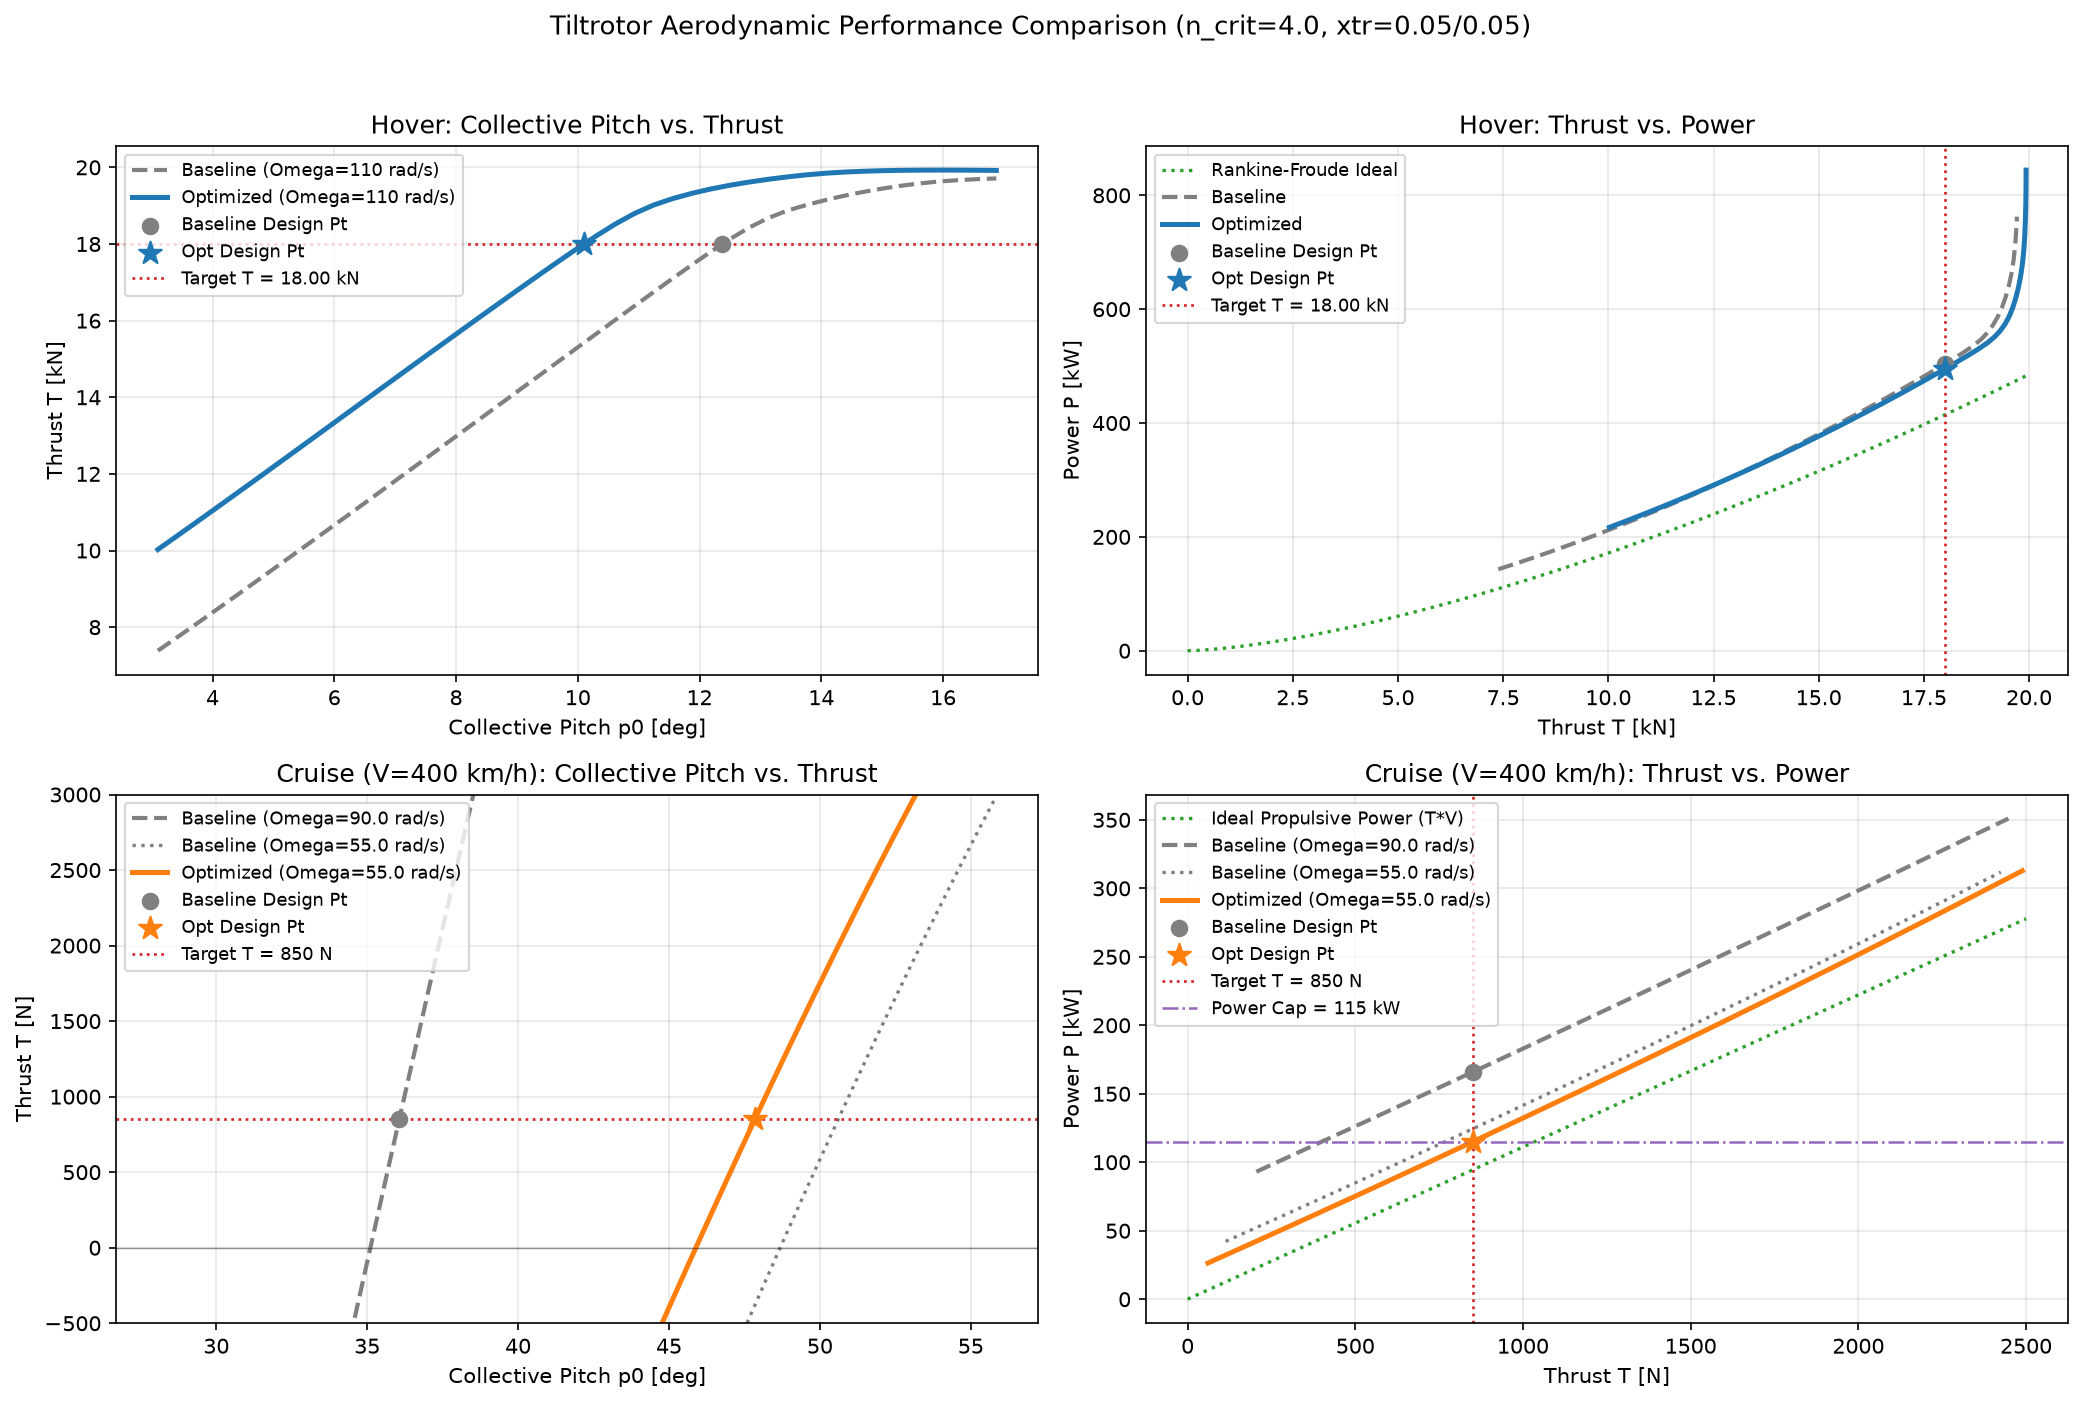 Tiltrotor Aerodynamic Performance Comparison (n_crit=4.0, xtr=0.05/0.05)
Hover: Collective Pitch vs. Thrust
Thrust T [kN]
20
18
16
14
12
10
8
Baseline (Omega=110 rad/s)
Optimized (Omega=110 rad/s)
Baseline Design Pt
Opt Design Pt
Target T = 18.00 kN
4 6 8 10 12 14 16
Collective Pitch p0 [deg]
Hover: Thrust vs. Power
Power P [kW]
800
600
400
200
0
Rankine-Froude Ideal
Baseline
Optimized
Baseline Design Pt
Opt Design Pt
Target T = 18.00 kN
0.0 2.5 5.0 7.5 10.0 12.5 15.0 17.5 20.0
Thrust T [kN]
Cruise (V=400 km/h): Collective Pitch vs. Thrust
Thrust T [N]
3000
2500
2000
1500
1000
500
0
−500
Baseline (Omega=90.0 rad/s)
Baseline (Omega=55.0 rad/s)
Optimized (Omega=55.0 rad/s)
Baseline Design Pt
Opt Design Pt
Target T = 850 N
30 35 40 45 50 55
Collective Pitch p0 [deg]
Cruise (V=400 km/h): Thrust vs. Power
Power P [kW]
350
300
250
200
150
100
50
0
Ideal Propulsive Power (T*V)
Baseline (Omega=90.0 rad/s)
Baseline (Omega=55.0 rad/s)
Optimized (Omega=55.0 rad/s)
Baseline Design Pt
Opt Design Pt
Target T = 850 N
Power Cap = 115 kW
0 500 1000 1500 2000 2500
Thrust T [N]